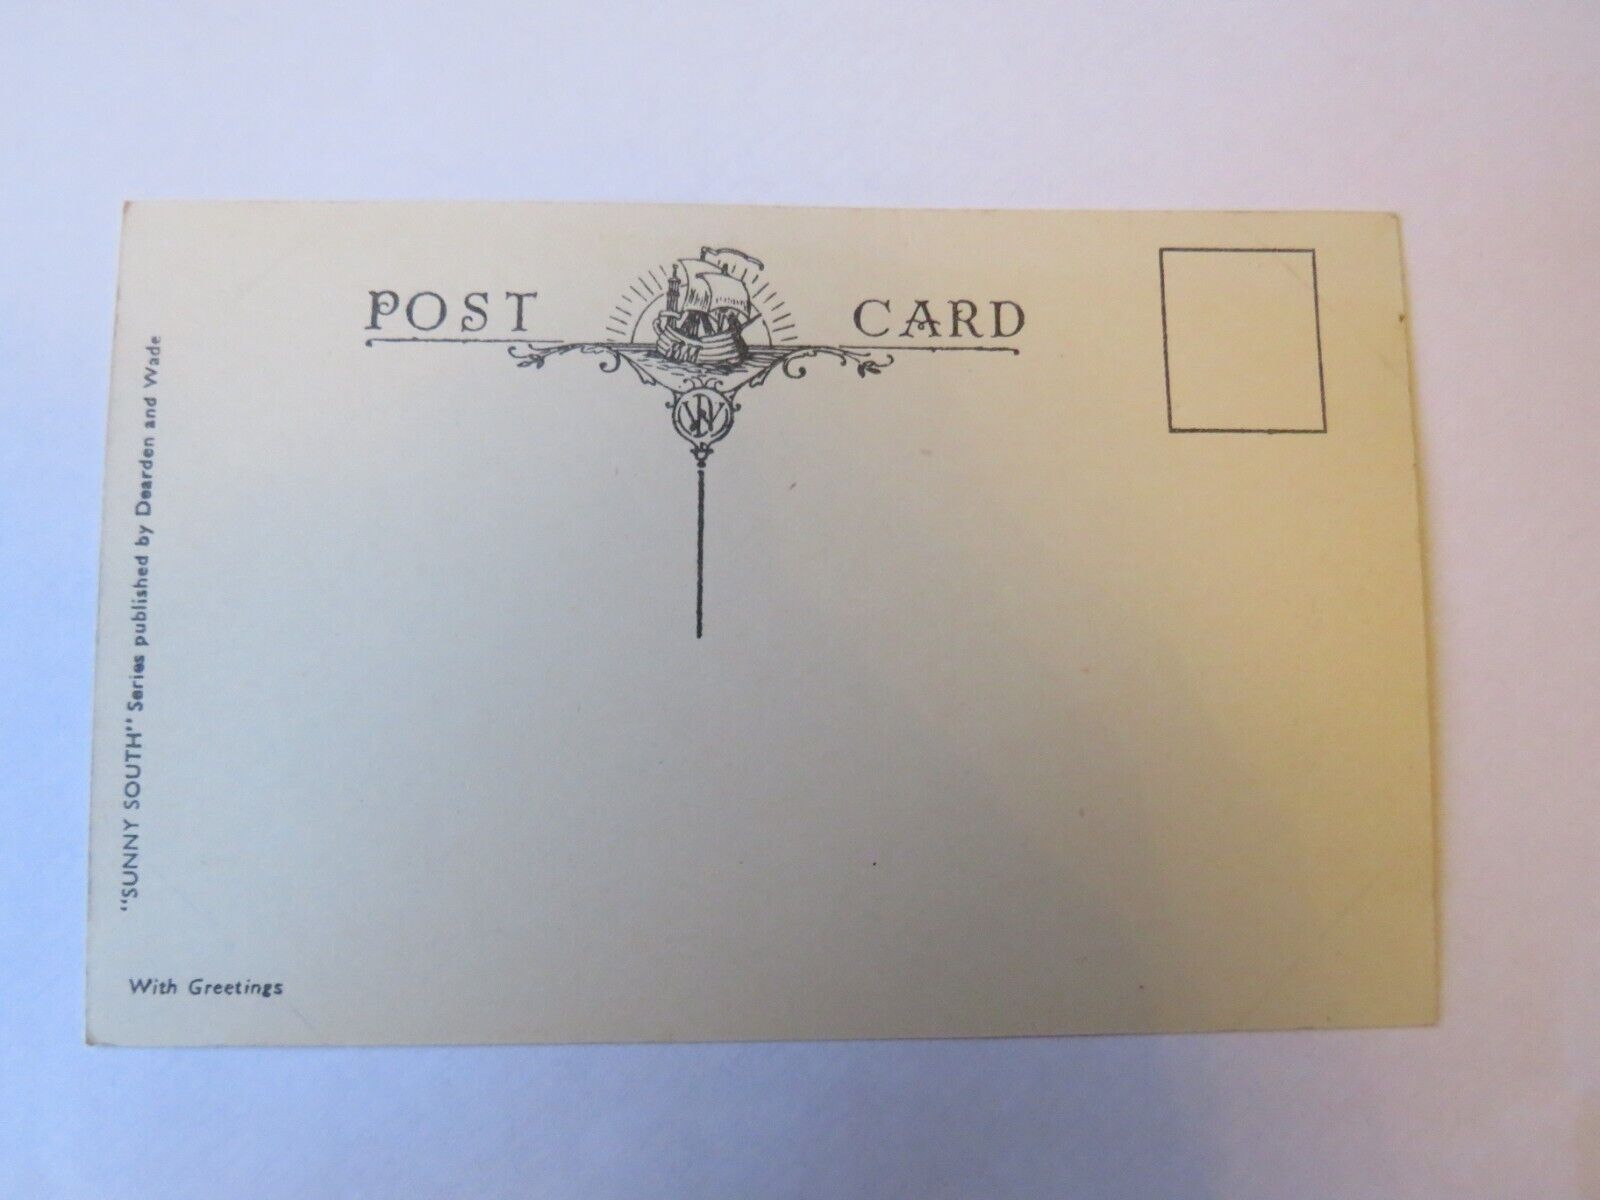 POST CARD
"SUNNY SOUTH" Series published by Dearden and Wade
With Greetings